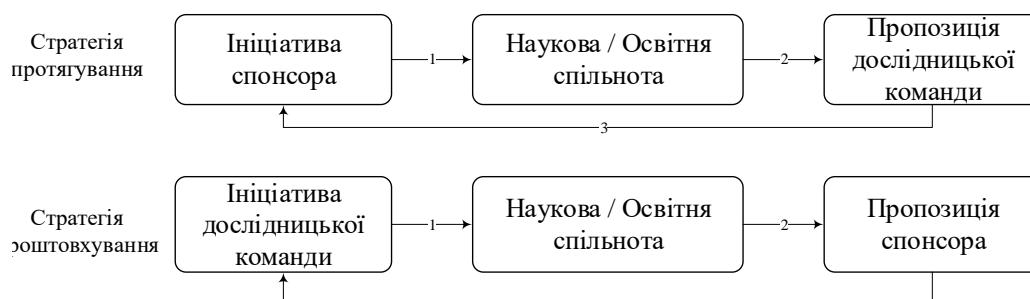 Стратегія
протягування
Ініціатива
спонсора
1
Наукова / Освітня
спільнота
2
Пропозиція
дослідницької
команди
3
Стратегія
роштовхування
Ініціатива
дослідницької
команди
1
Наукова / Освітня
спільнота
2
Пропозиція
спонсора